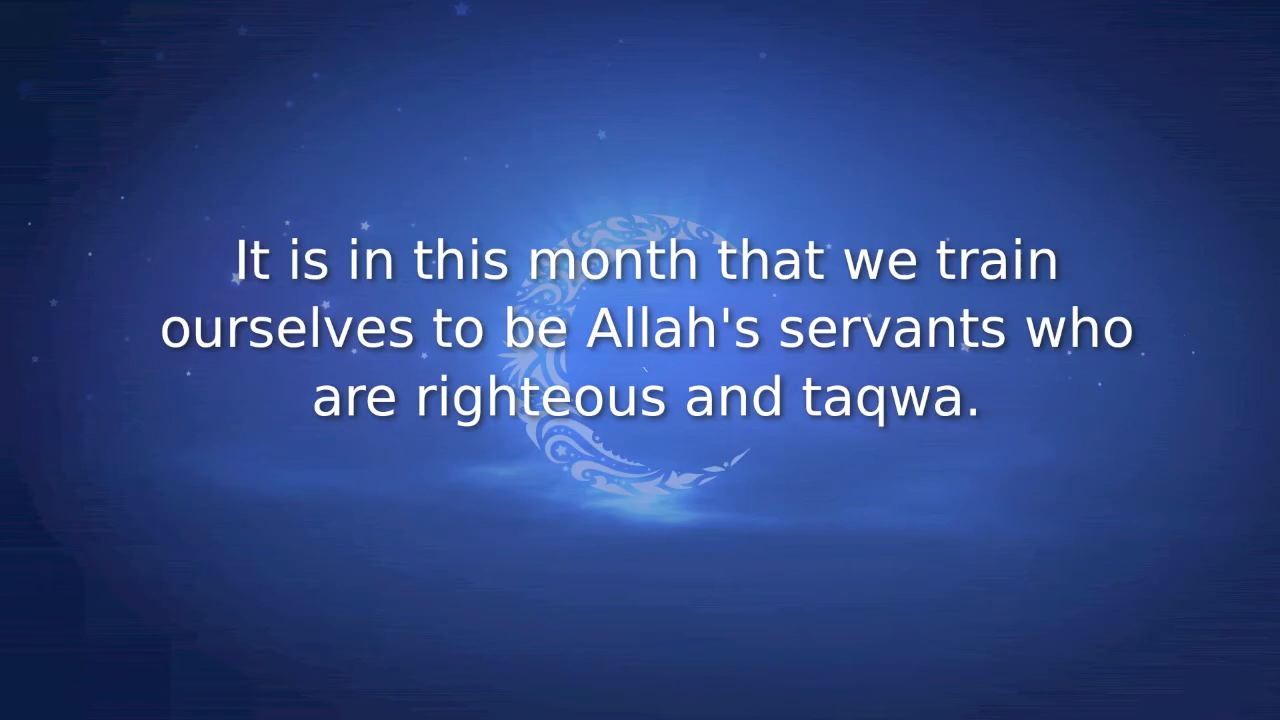 It is in this month that we train
ourselves to be Allah's servants who
are righteous and taqwa.